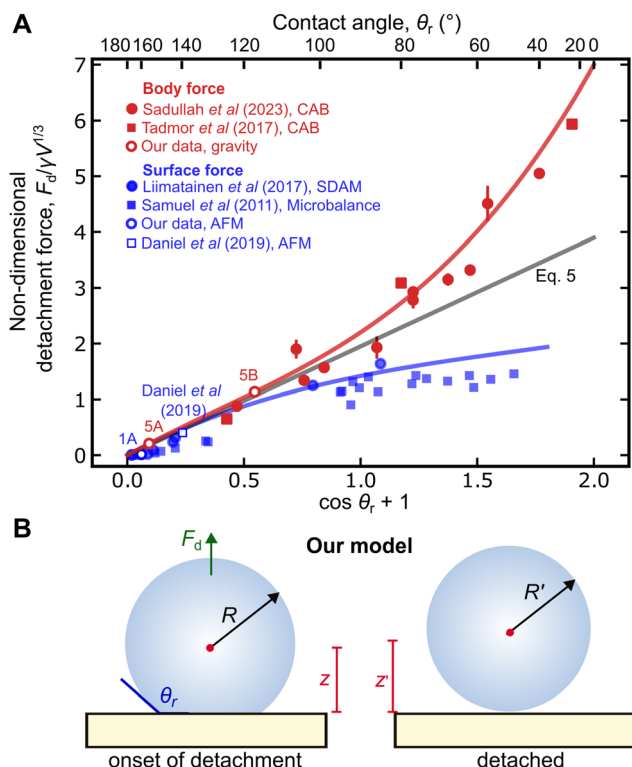 A
Contact angle, θr (°)
180 160 140 120 100 80 60 40 20 0
Non-dimensional
detachment force, Fd/γV1/3
7
6
5
4
3
2
1
0
Body force
Sadullah et al (2023), CAB
Tadmor et al (2017), CAB
Our data, gravity
Surface force
Liimatainen et al (2017), SDAM
Samuel et al (2011), Microbalance
Our data, AFM
Daniel et al (2019), AFM
Eq. 5
Daniel et al
(2019)
5B
5A
1A
0.0 0.5 1.0 1.5 2.0
cos θr + 1
B
Our model
Fd
R
R'
z
z'
θr
onset of detachment
detached